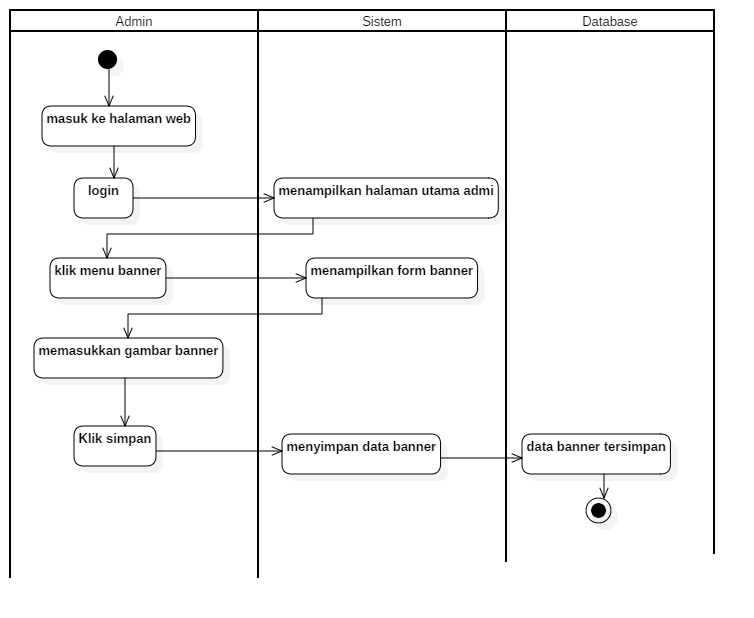 Admin
Sistem
Database
masuk ke halaman web
login
menampilkan halaman utama admi
klik menu banner
menampilkan form banner
memasukkan gambar banner
Klik simpan
menyimpan data banner
data banner tersimpan